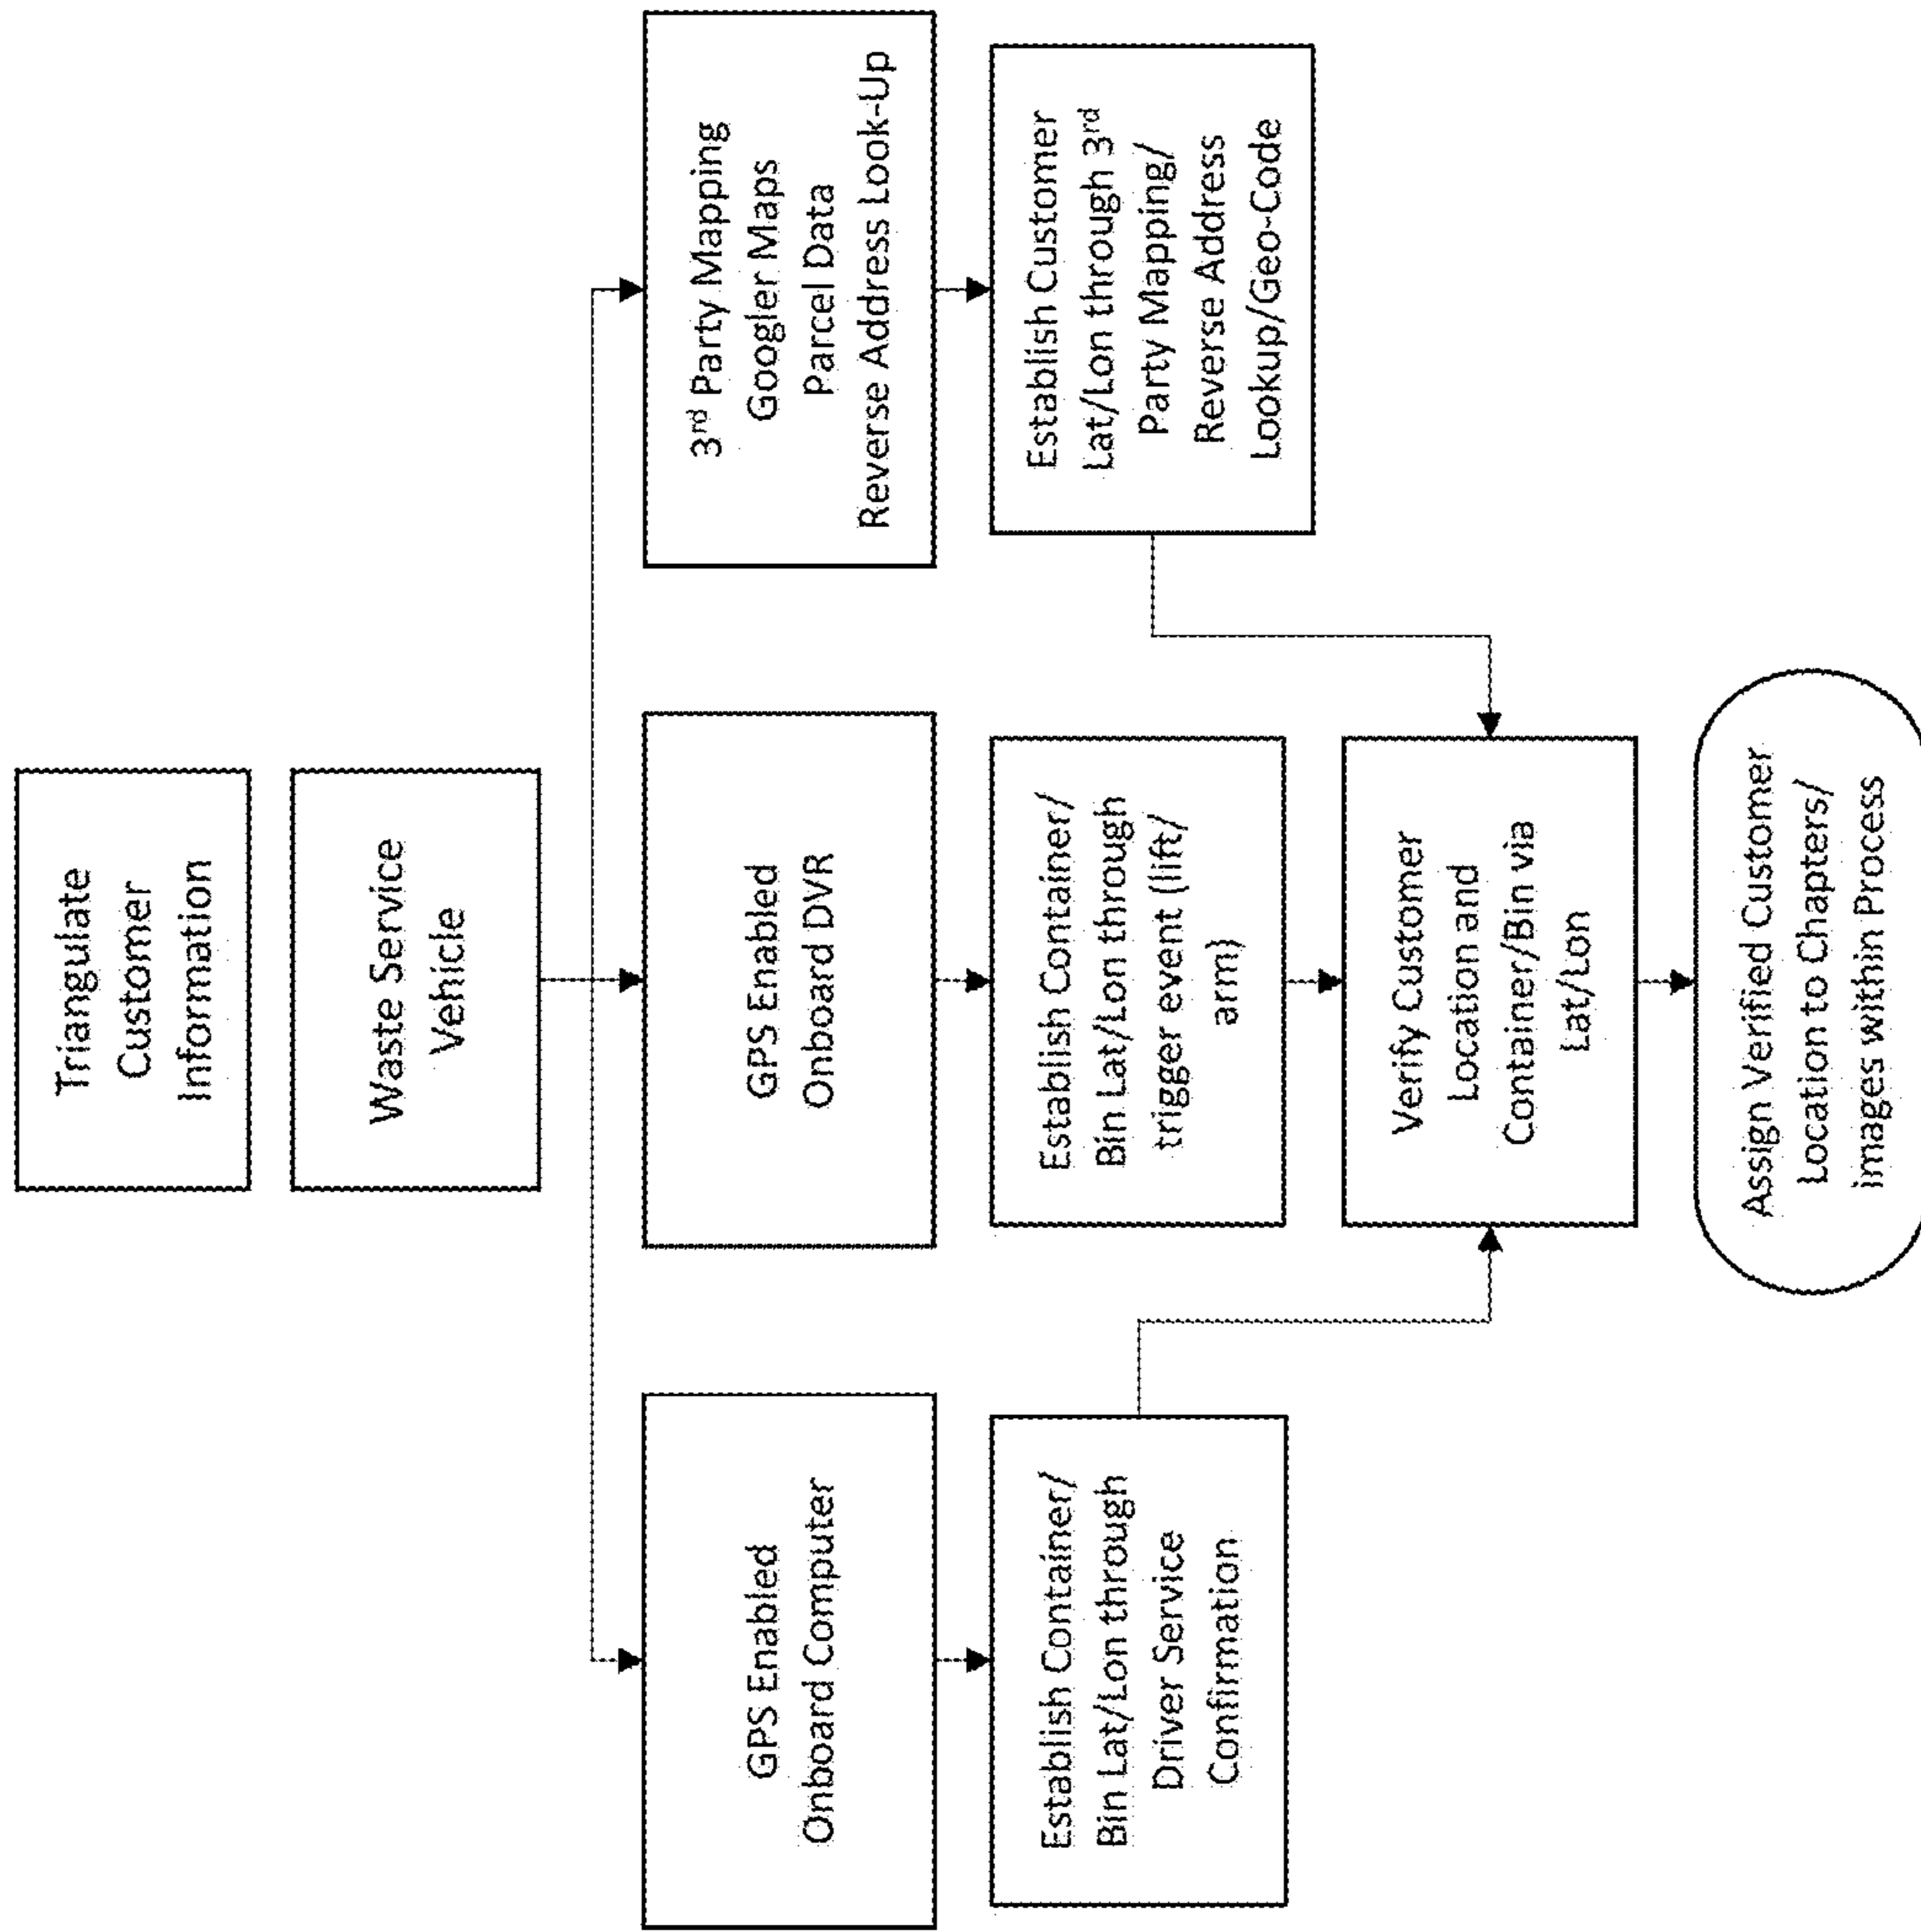 Triangulate
Customer
Information
Waste Service
Vehicle
GPS Enabled
Onboard Computer
GPS Enabled
Onboard DVR
3rd Party Mapping
Googler Maps
Parcel Data
Reverse Address Look-Up
Establish Container/
Bin Lat/Lon through
Driver Service
Confirmation
Establish Container/
Bin Lat/Lon through
trigger event (lift/
arm)
Establish Customer
Lat/Lon through 3rd
Party Mapping/
Reverse Address
Lookup/Geo-Code
Verify Customer
Location and
Container/Bin via
Lat/Lon
Assign Verified Customer
Location to Chapters/
images within Process